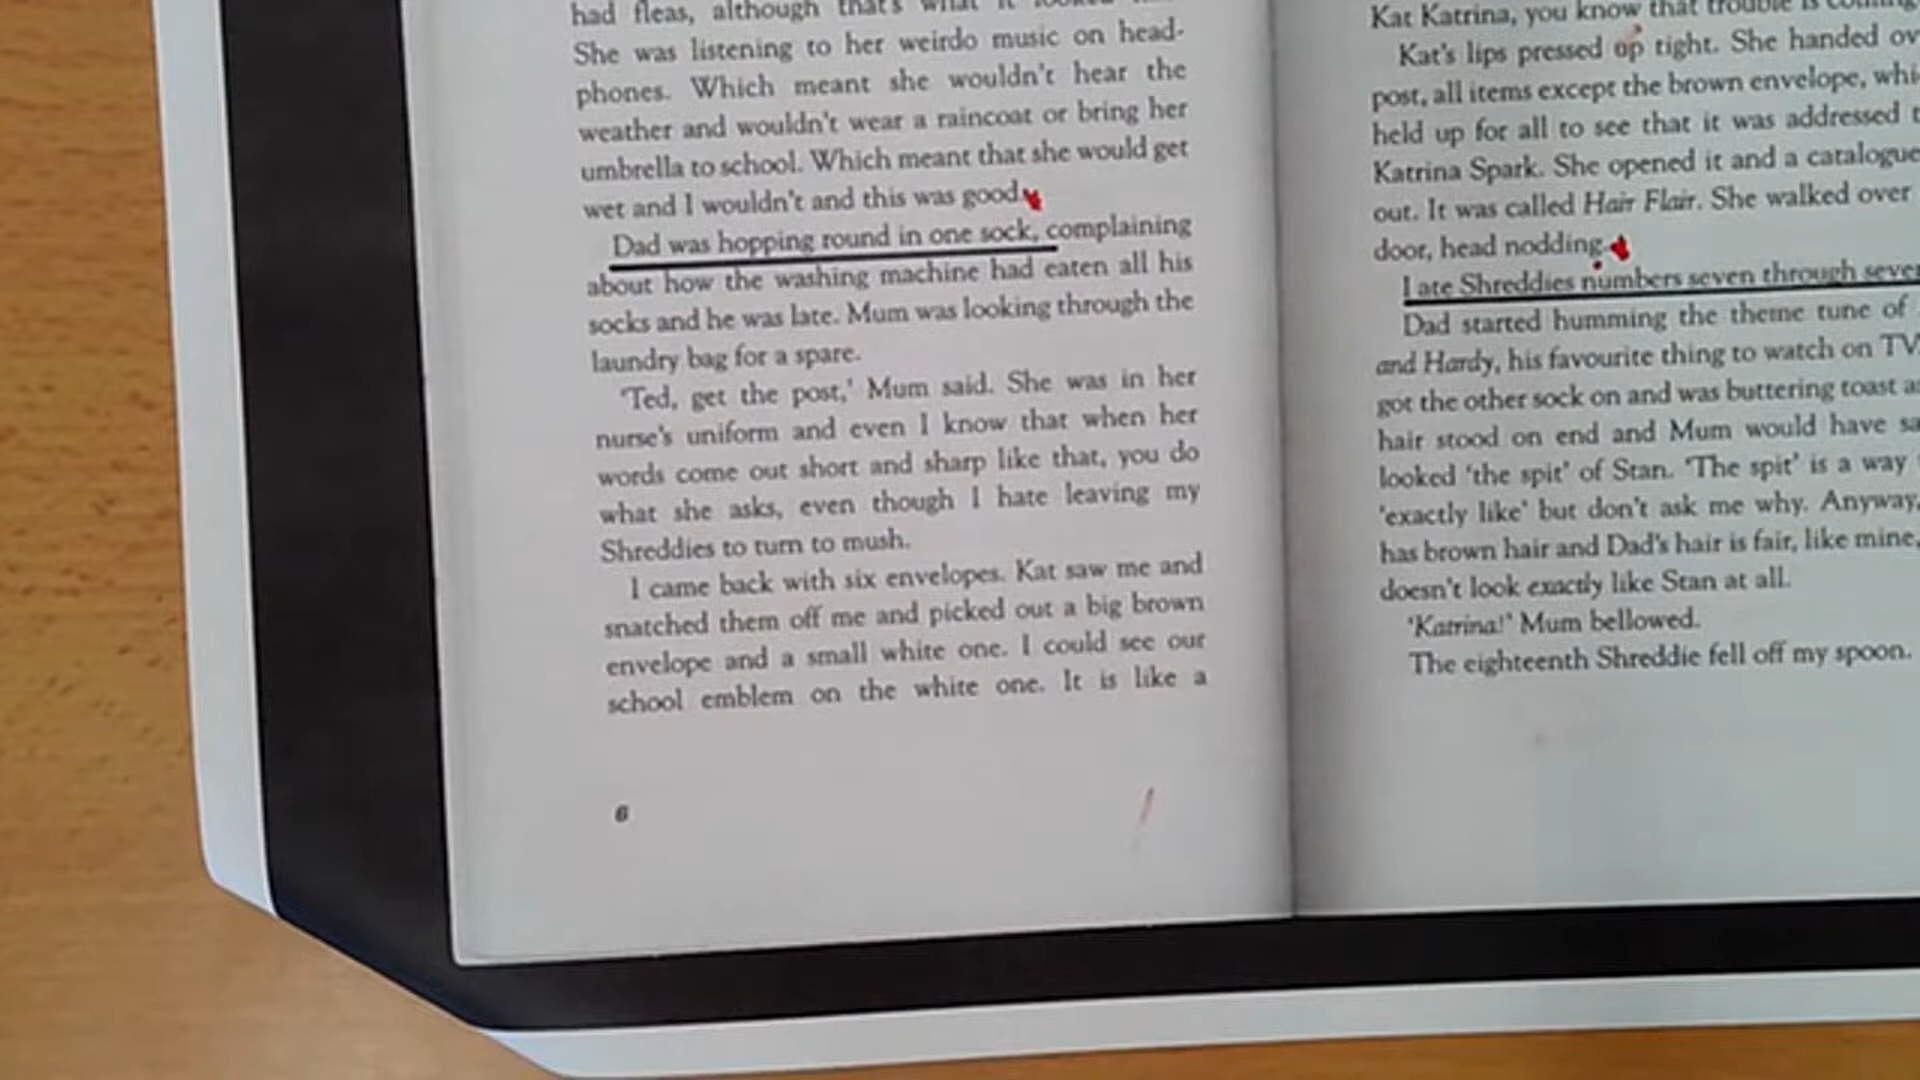 had fleas, although that's what it looked
She was listening to her weirdo music on head-
phones. Which meant she wouldn't hear the
weather and wouldn't wear a raincoat or bring her
umbrella to school. Which meant that she would get
wet and I wouldn't and this was good.
Dad was hopping round in one sock, complaining
about how the washing machine had eaten all his
socks and he was late. Mum was looking through the
laundry bag for a spare.
'Ted, get the post,' Mum said. She was in her
nurse's uniform and even I know that when her
words come out short and sharp like that, you do
what she asks, even though I hate leaving my
Shreddies to turn to mush.
I came back with six envelopes. Kat saw me and
snatched them off me and picked out a big brown
envelope and a small white one. I could see our
school emblem on the white one. It is like a
6
Kat Katrina, you know that trouble is
Kat's lips pressed up tight. She handed
post, all items except the brown envelope,
held up for all to see that it was addressed
Katrina Spark. She opened it and a catalogue
out. It was called Hair Flair. She walked over
door, head nodding.
I ate Shreddies numbers seven through
Dad started humming the theme tune of
and Hardy, his favourite thing to watch on TV.
got the other sock on and was buttering toast
hair stood on end and Mum would have
looked 'the spit' of Stan. 'The spit' is a way
'exactly like' but don't ask me why. Anyway,
has brown hair and Dad's hair is fair, like mine,
doesn't look exactly like Stan at all.
'Katrina!' Mum bellowed.
The eighteenth Shreddie fell off my spoon.